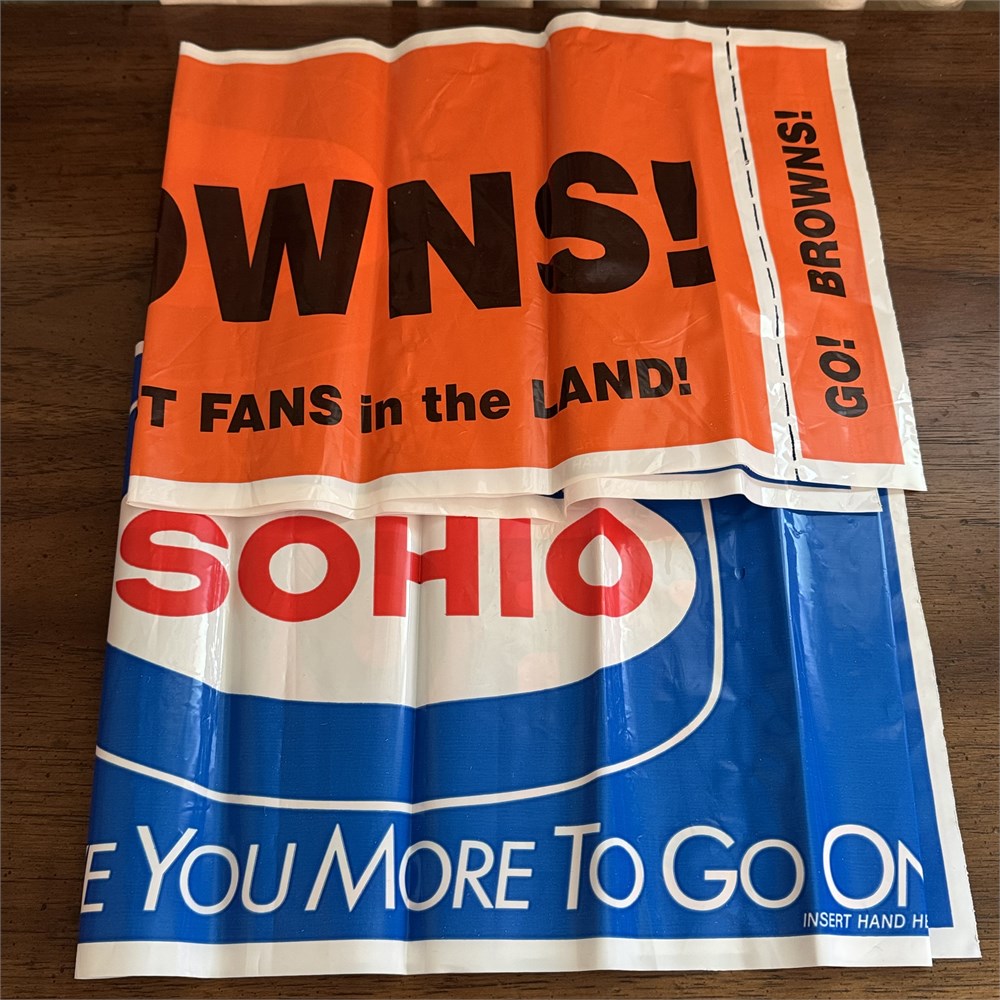 OWNS!
T FANS in the LAND!
GO! BROWNS!
SOHIO
E YOU MORE TO GO ON
INSERT HAND HE